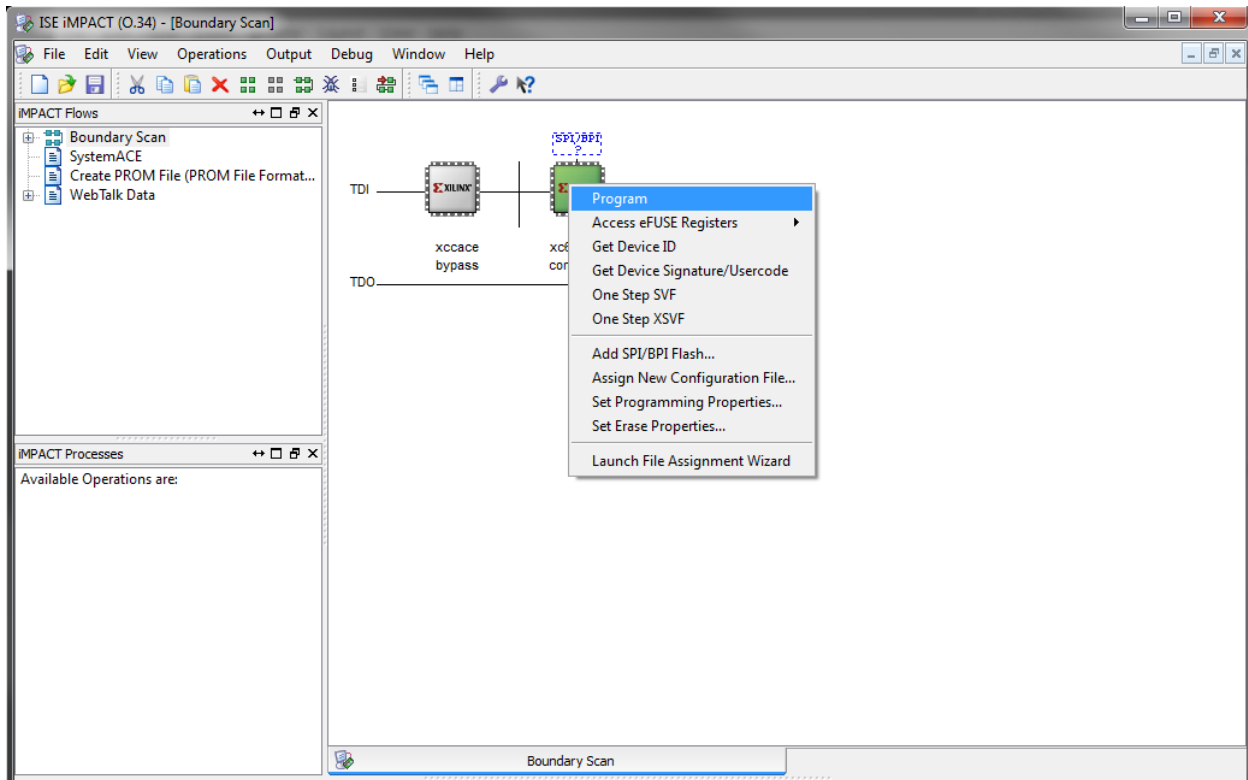 ISE iMPACT (O.34) - [Boundary Scan]
File Edit View Operations Output Debug Window Help
iMPACT Flows
Boundary Scan
SystemACE
Create PROM File (PROM File Format...
WebTalk Data
SPI/BPI
?
TDI
XILINX
xccace
bypass
TDO
Program
Access eFUSE Registers
Get Device ID
Get Device Signature/Usercode
One Step SVF
One Step XSVF
Add SPI/BPI Flash...
Assign New Configuration File...
Set Programming Properties...
Set Erase Properties...
Launch File Assignment Wizard
iMPACT Processes
Available Operations are:
Boundary Scan